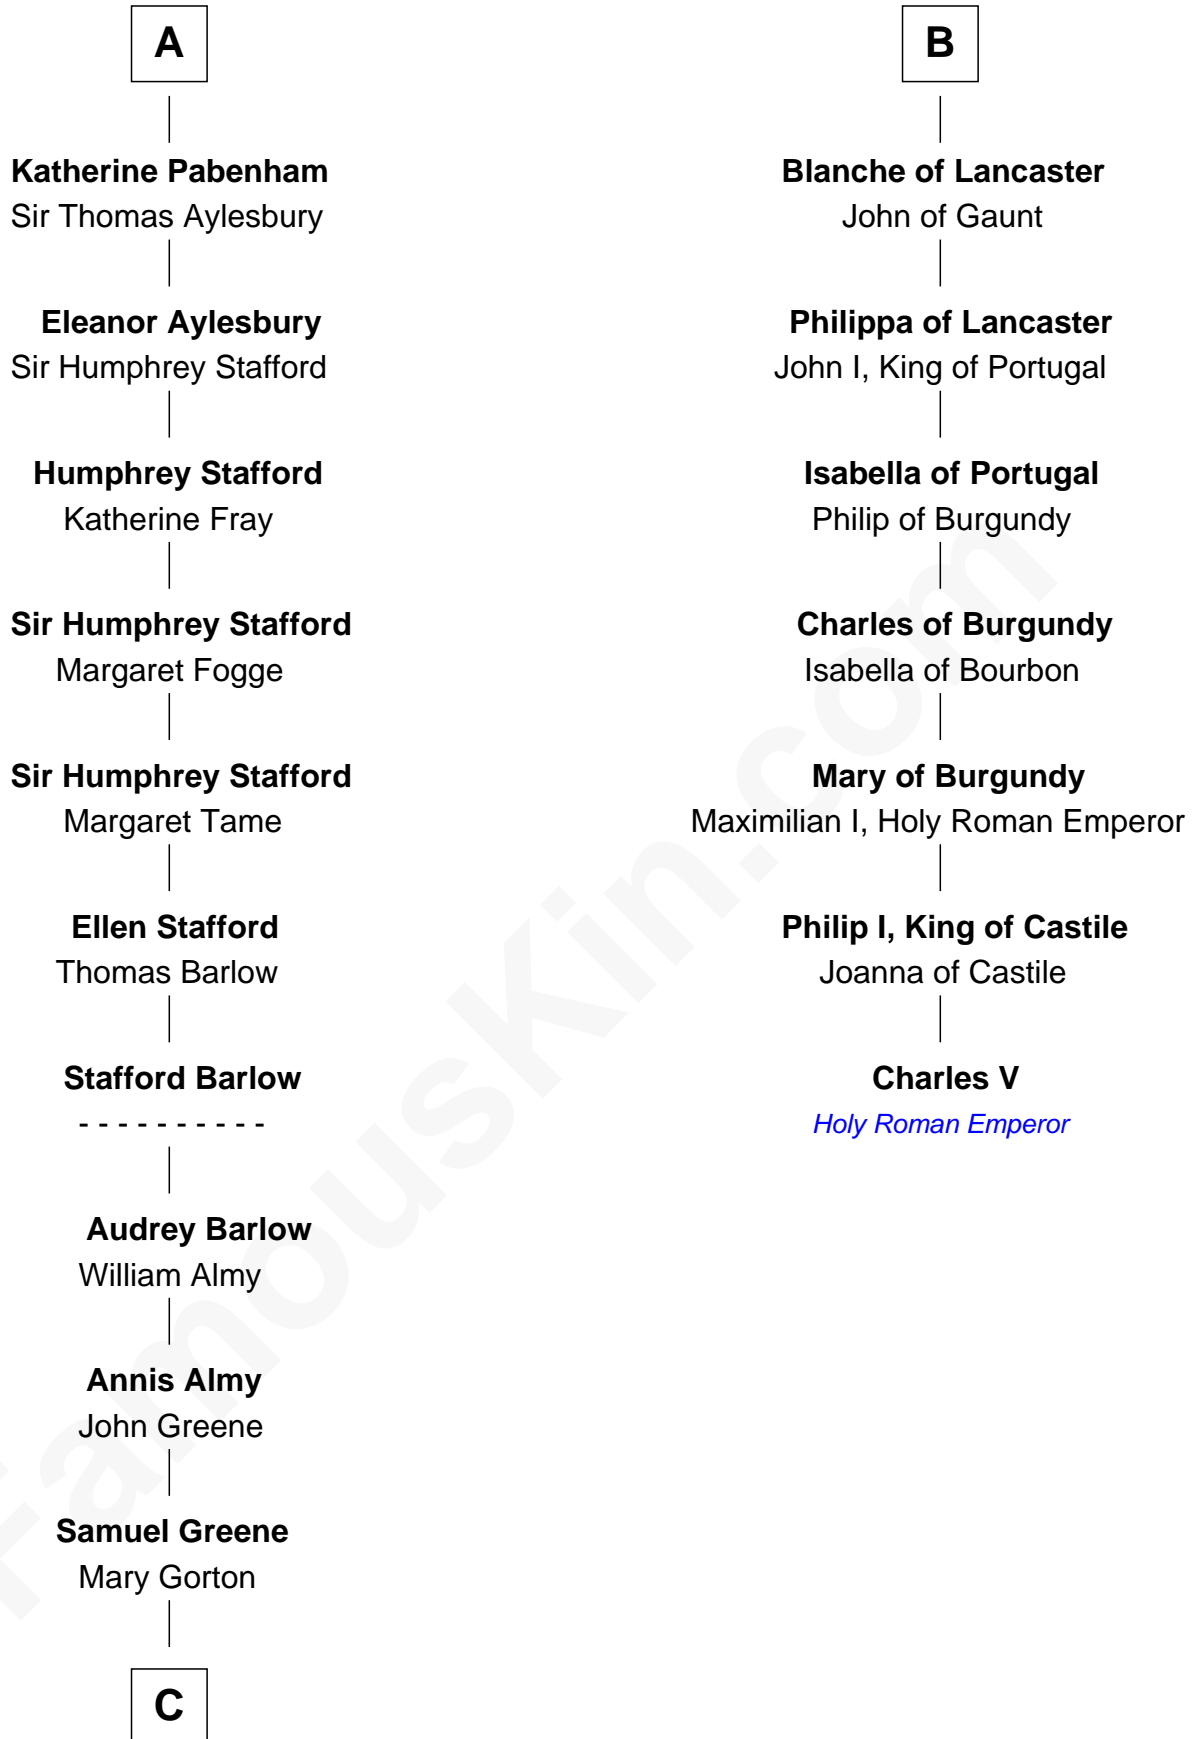 A
Katherine Pabenham
Sir Thomas Aylesbury
Eleanor Aylesbury
Sir Humphrey Stafford
Humphrey Stafford
Katherine Fray
Sir Humphrey Stafford
Margaret Fogge
Sir Humphrey Stafford
Margaret Tame
Ellen Stafford
Thomas Barlow
Stafford Barlow
- - - - - - - - - -
Audrey Barlow
William Almy
Annis Almy
John Greene
Samuel Greene
Mary Gorton
C
B
Blanche of Lancaster
John of Gaunt
Philippa of Lancaster
John I, King of Portugal
Isabella of Portugal
Philip of Burgundy
Charles of Burgundy
Isabella of Bourbon
Mary of Burgundy
Maximilian I, Holy Roman Emperor
Philip I, King of Castile
Joanna of Castile
Charles V
Holy Roman Emperor
FamousKin.com